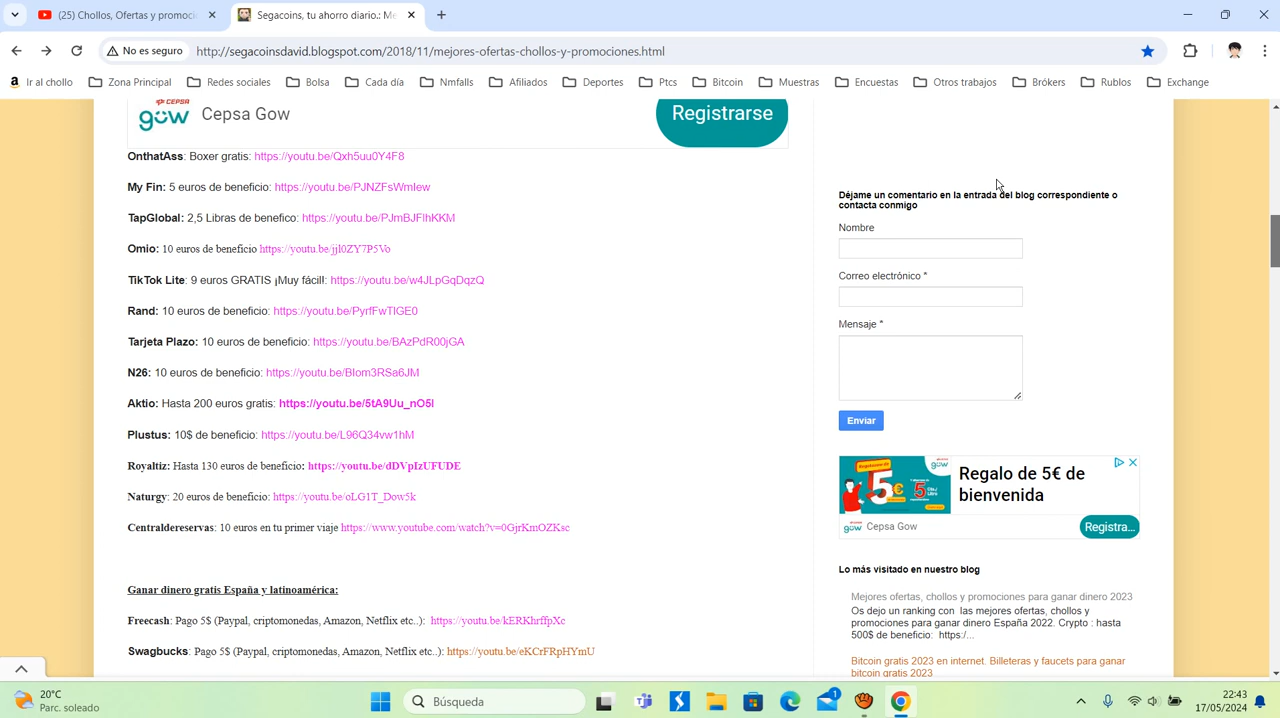 (25) Chollos, Ofertas y promoci
Segacoins, tu ahorro diario.: Me
No es seguro
http://segacoinsdavid.blogspot.com/2018/11/mejores-ofertas-chollos-y-promociones.html
Ir al chollo
Zona Principal
Redes sociales
Bolsa
Cada día
Nmfalls
Afiliados
Deportes
Ptcs
Bitcoin
Muestras
Encuestas
Otros trabajos
Brókers
Rublos
Exchange
CEPSA
gow
Cepsa Gow
Registrarse
OnthatAss: Boxer gratis: https://youtu.be/Qxh5uu0Y4F8
My Fin: 5 euros de beneficio: https://youtu.be/PJNZFsWmIew
TapGlobal: 2,5 Libras de benefico: https://youtu.be/PJmBJFlhKKM
Omio: 10 euros de beneficio https://youtu.be/jjI0ZY7P5Vo
TikTok Lite: 9 euros GRATIS ¡Muy fácil!: https://youtu.be/w4JLpGqDqzQ
Rand: 10 euros de beneficio: https://youtu.be/PyrfFwTlGE0
Tarjeta Plazo: 10 euros de beneficio: https://youtu.be/BAzPdR00jGA
N26: 10 euros de beneficio: https://youtu.be/BIom3RSa6JM
Aktio: Hasta 200 euros gratis: https://youtu.be/5tA9Uu_nO5I
Plustus: 10$ de beneficio: https://youtu.be/L96Q34vw1hM
Royaltiz: Hasta 130 euros de beneficio: https://youtu.be/dDVpIzUFUDE
Naturgy: 20 euros de beneficio: https://youtu.be/oLG1T_Dow5k
Centraldereservas: 10 euros en tu primer viaje https://www.youtube.com/watch?v=0GjrKmOZKsc
Ganar dinero gratis España y latinoamérica:
Freecash: Pago 5$ (Paypal, criptomonedas, Amazon, Netflix etc..): https://youtu.be/kERKhrffpXc
Swagbucks: Pago 5$ (Paypal, criptomonedas, Amazon, Netflix etc..): https://youtu.be/eKCrFRpHYmU
Déjame un comentario en la entrada del blog correspondiente o
contacta conmigo
Nombre
Correo electrónico *
Mensaje *
Enviar
gow
5€
5
Regalo de 5€ de
bienvenida
gow
Cepsa Gow
Registra...
Lo más visitado en nuestro blog
Mejores ofertas, chollos y promociones para ganar dinero 2023
Os dejo un ranking con las mejores ofertas, chollos y
promociones para ganar dinero España 2022. Crypto : hasta
500$ de beneficio: https:/...
Bitcoin gratis 2023 en internet. Billeteras y faucets para ganar
bitcoin gratis 2023
20°C
Parc. soleado
Búsqueda
1
22:43
17/05/2024